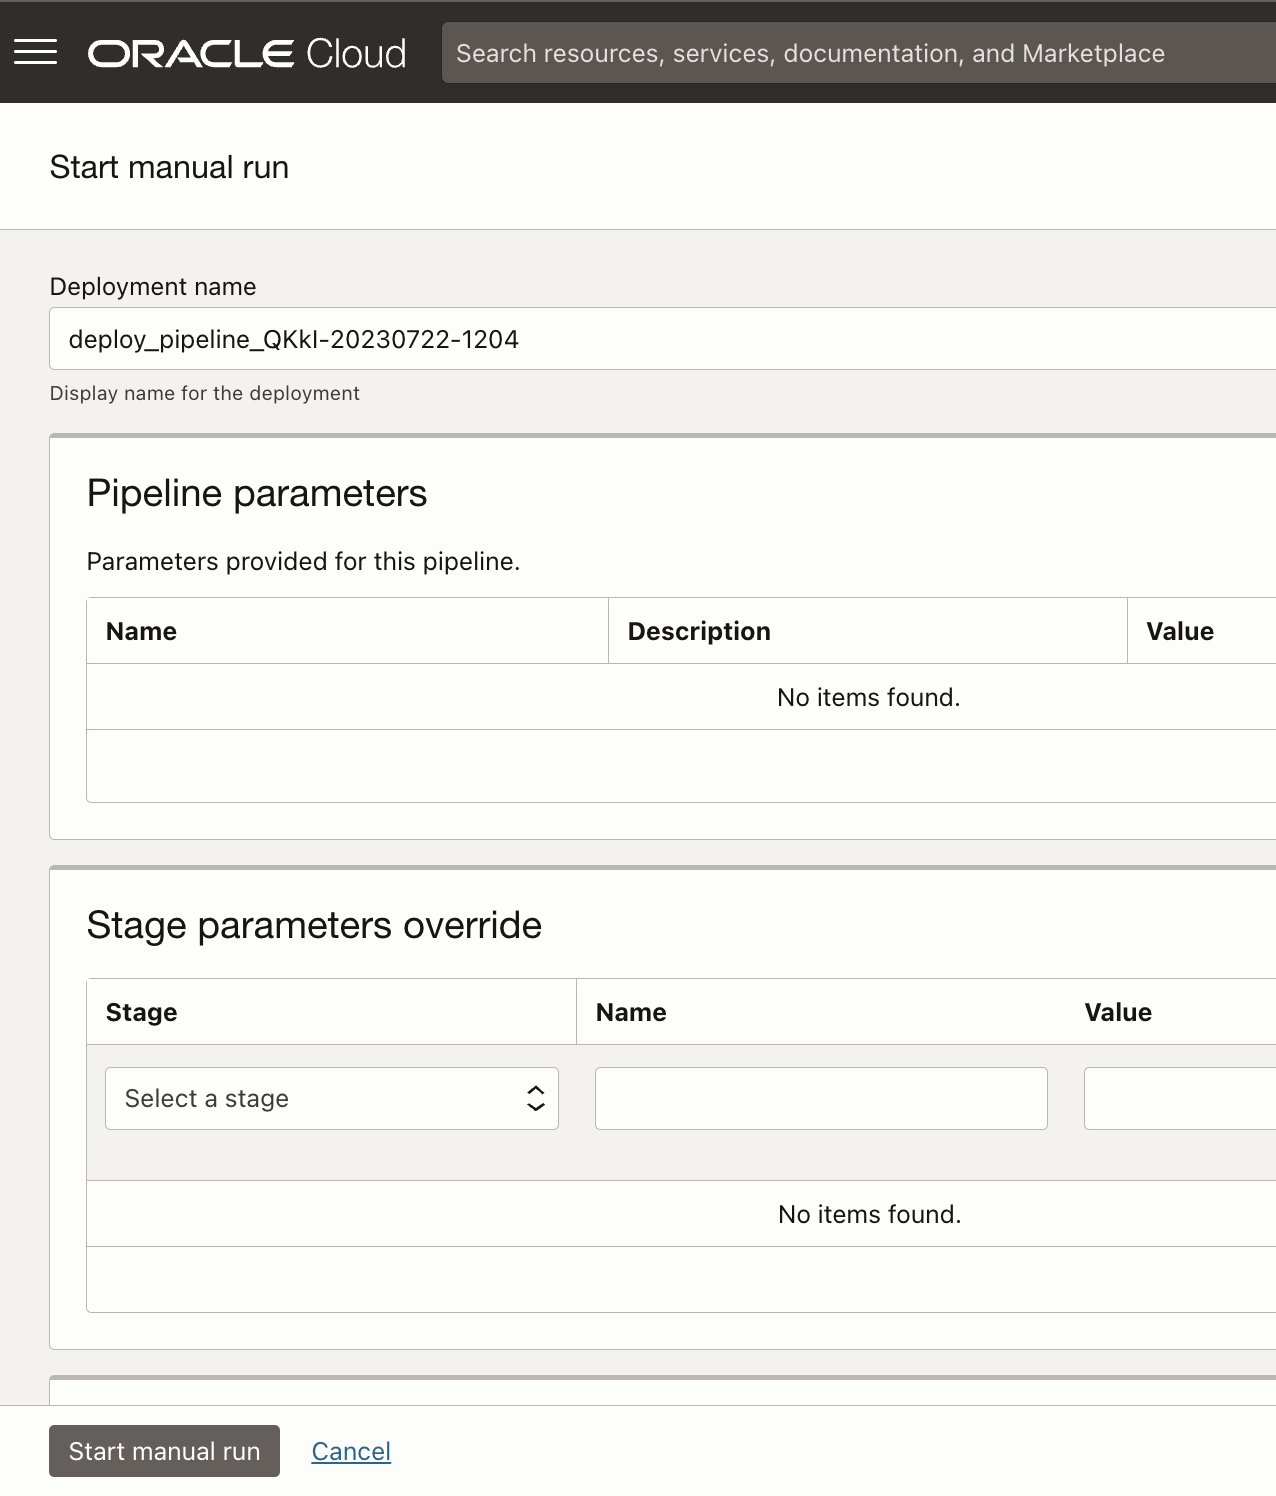 ORACLE Cloud
Search resources, services, documentation, and Marketplace
Start manual run
Deployment name
deploy_pipeline_QKkI-20230722-1204
Display name for the deployment
Pipeline parameters
Parameters provided for this pipeline.
Name Description Value
No items found.
Stage parameters override
Stage Name Value
Select a stage
No items found.
Start manual run Cancel